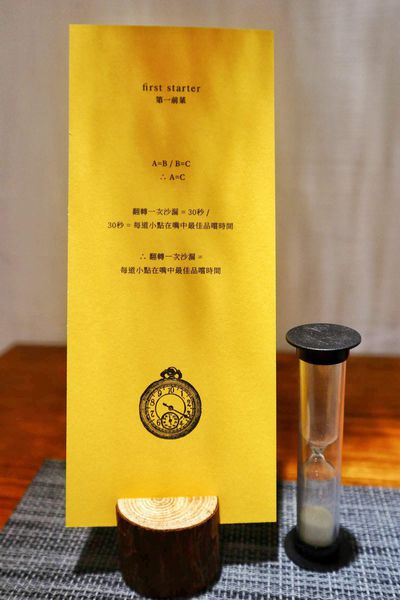 first starter
第一前菜
A=B / B=C
∴ A=C
翻轉一次沙漏 = 30秒 /
30秒 = 每道小點在嘴中最佳品嚐時間
∴ 翻轉一次沙漏 =
每道小點在嘴中最佳品嚐時間